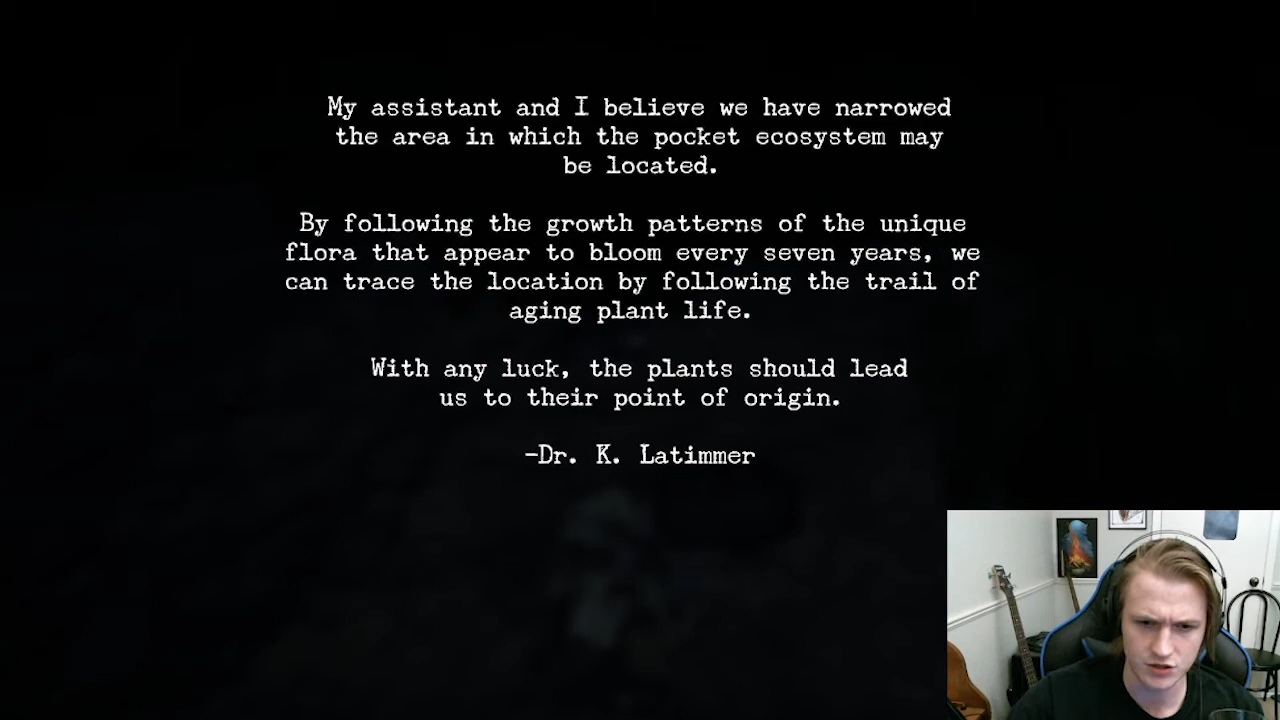 My assistant and I believe we have narrowed
the area in which the pocket ecosystem may
be located.
By following the growth patterns of the unique
flora that appear to bloom every seven years, we
can trace the location by following the trail of
aging plant life.
With any luck, the plants should lead
us to their point of origin.
-Dr. K. Latimmer